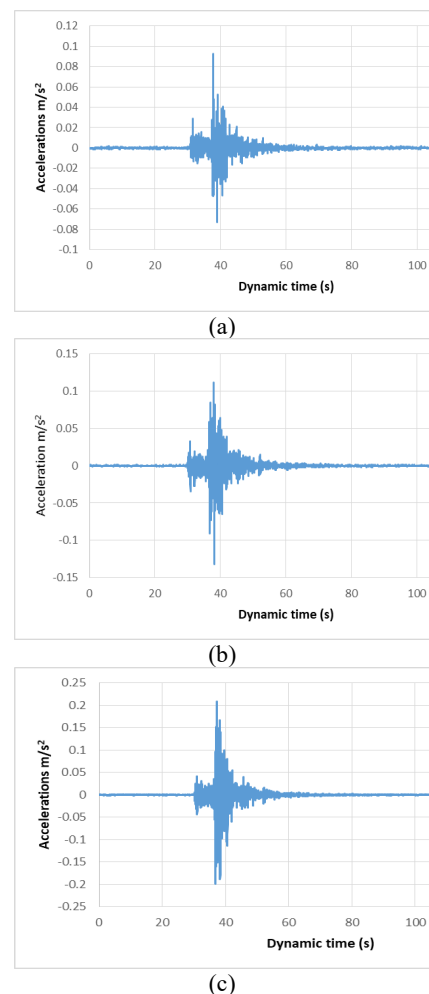 0.12
0.1
0.08
0.06
0.04
0.02
0
-0.02
-0.04
-0.06
-0.08
-0.1
Accelerations m/s²
0 20 40 60 80 100
Dynamic time (s)
(a)
0.15
0.1
0.05
0
-0.05
-0.1
-0.15
Acceleration m/s²
0 20 40 60 80 100
Dynamic time (s)
(b)
0.25
0.2
0.15
0.1
0.05
0
-0.05
-0.1
-0.15
-0.2
-0.25
Accelerations m/s²
0 20 40 60 80 100
Dynamic time (s)
(c)